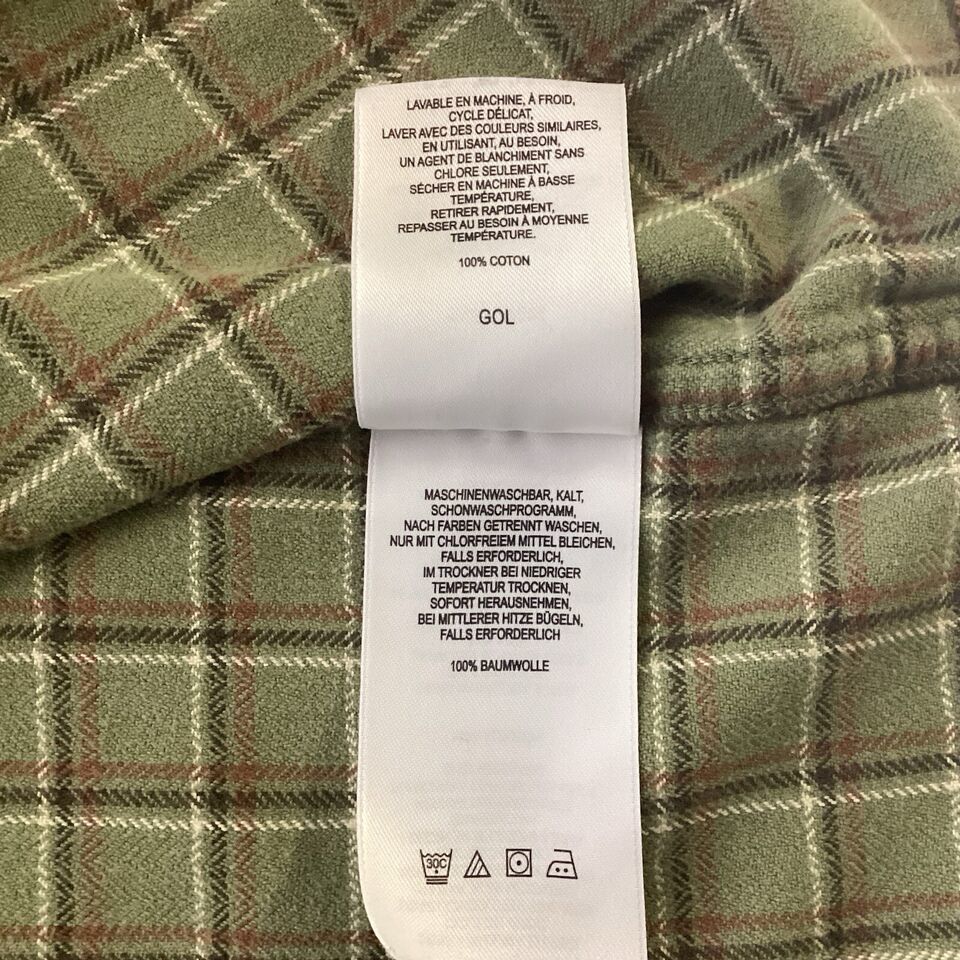 LAVABLE EN MACHINE, À FROID,
CYCLE DÉLICAT,
LAVER AVEC DES COULEURS SIMILAIRES,
EN UTILISANT, AU BESOIN,
UN AGENT DE BLANCHIMENT SANS
CHLORE SEULEMENT,
SÉCHER EN MACHINE À BASSE
TEMPÉRATURE,
RETIRER RAPIDEMENT,
REPASSER AU BESOIN À MOYENNE
TEMPÉRATURE.
100% COTON
GOL
MASCHINENWASCHBAR, KALT,
SCHONWASCHPROGRAMM,
NACH FARBEN GETRENNT WASCHEN,
NUR MIT CHLORFREIEM MITTEL BLEICHEN,
FALLS ERFORDERLICH,
IM TROCKNER BEI NIEDRIGER
TEMPERATUR TROCKNEN,
SOFORT HERAUSNEHMEN,
BEI MITTLERER HITZE BÜGELN,
FALLS ERFORDERLICH
100% BAUMWOLLE
30C